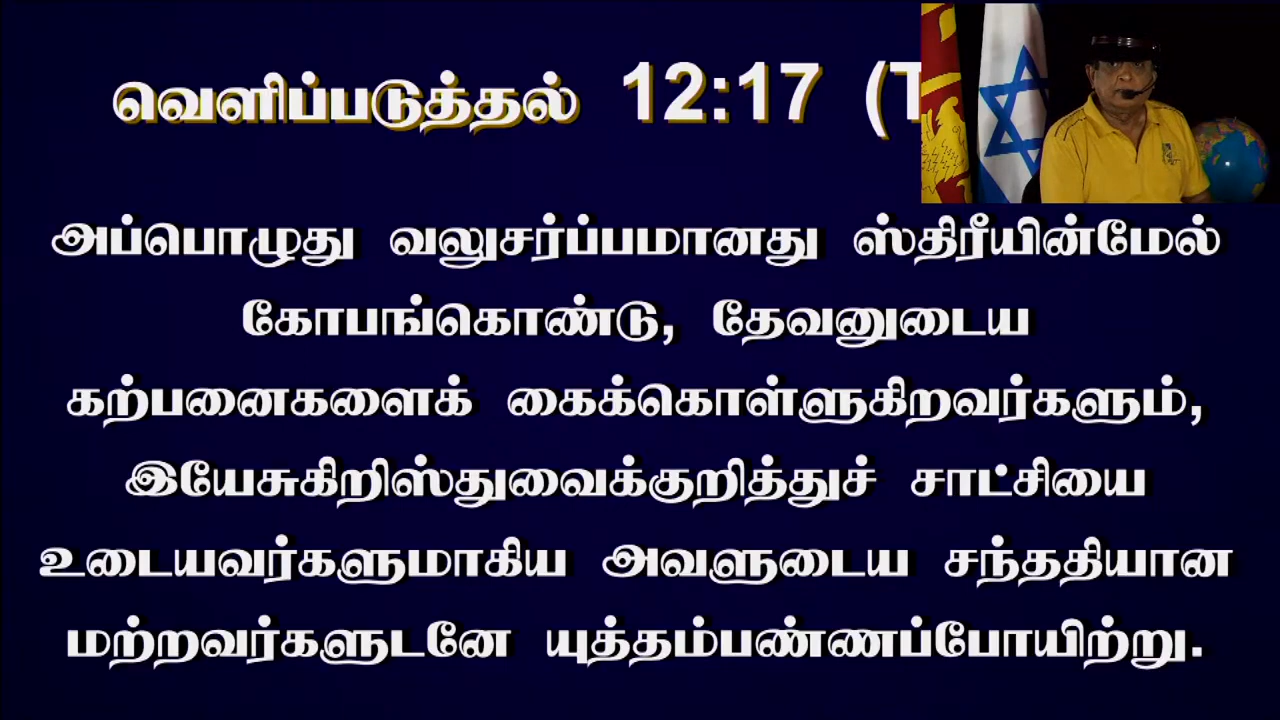 வெளிப்படுத்தல் 12:17 (T
அப்பொழுது வலுசர்ப்பமானது ஸ்திரீயின்மேல்
கோபங்கொண்டு, தேவனுடைய
கற்பனைகளைக் கைக்கொள்ளுகிறவர்களும்,
இயேசுகிறிஸ்துவைக்குறித்துச் சாட்சியை
உடையவர்களுமாகிய அவளுடைய சந்ததியான
மற்றவர்களுடனே யுத்தம்பண்ணப்போயிற்று.